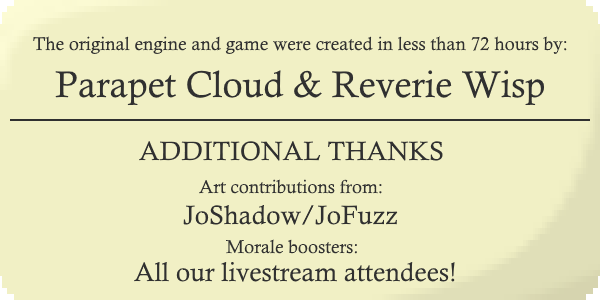 The original engine and game were created in less than 72 hours by:
Parapet Cloud & Reverie Wisp
ADDITIONAL THANKS
Art contributions from:
JoShadow/JoFuzz
Morale boosters:
All our livestream attendees!